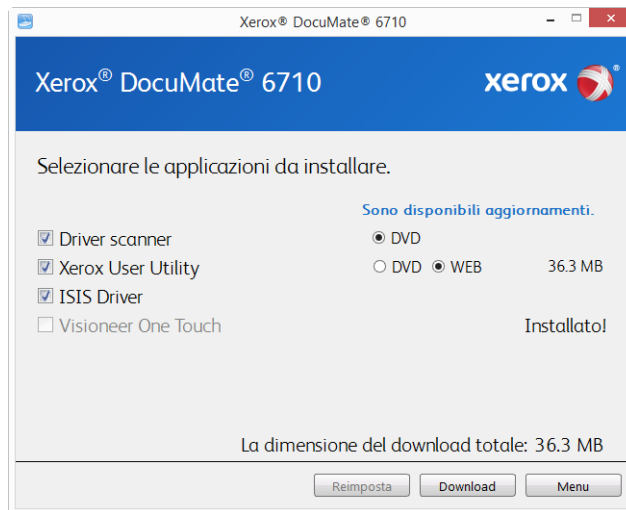 Xerox® DocuMate® 6710
Xerox® DocuMate® 6710
xerox®
Selezionare le applicazioni da installare.
Sono disponibili aggiornamenti.
Driver scanner DVD
Xerox User Utility DVD WEB 36.3 MB
ISIS Driver
Visioneer One Touch Installato!
La dimensione del download totale: 36.3 MB
Reimposta Download Menu